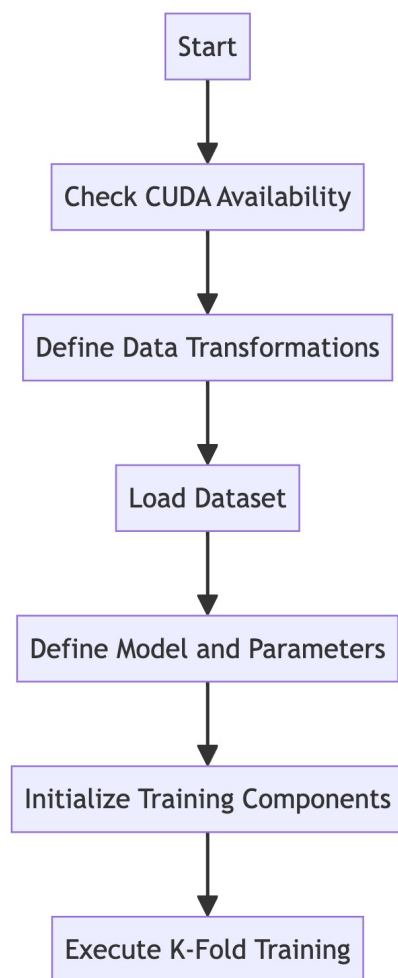 Start
Check CUDA Availability
Define Data Transformations
Load Dataset
Define Model and Parameters
Initialize Training Components
Execute K-Fold Training